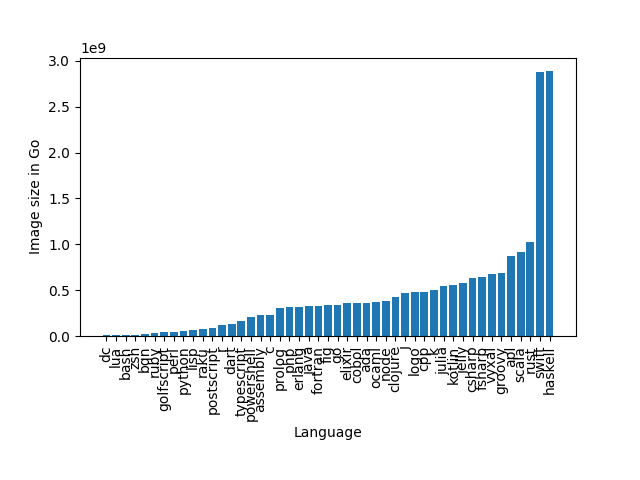 1e9
Image size in Go
3.0
2.5
2.0
1.5
1.0
0.5
0.0
dc
lua
bash
zsh
bqn
ruby
golfscript
perl
python
lisp
raku
postscript
r
dart
typescript
powershell
assembly
c
prolog
php
erlang
java
fortran
fig
go
elixir
cobol
ada
ocaml
node
clojure
j
logo
cpp
k
julia
kotlin
jelly
csharp
fsharp
vyxal
groovy
apl
scala
rust
swift
haskell
Language